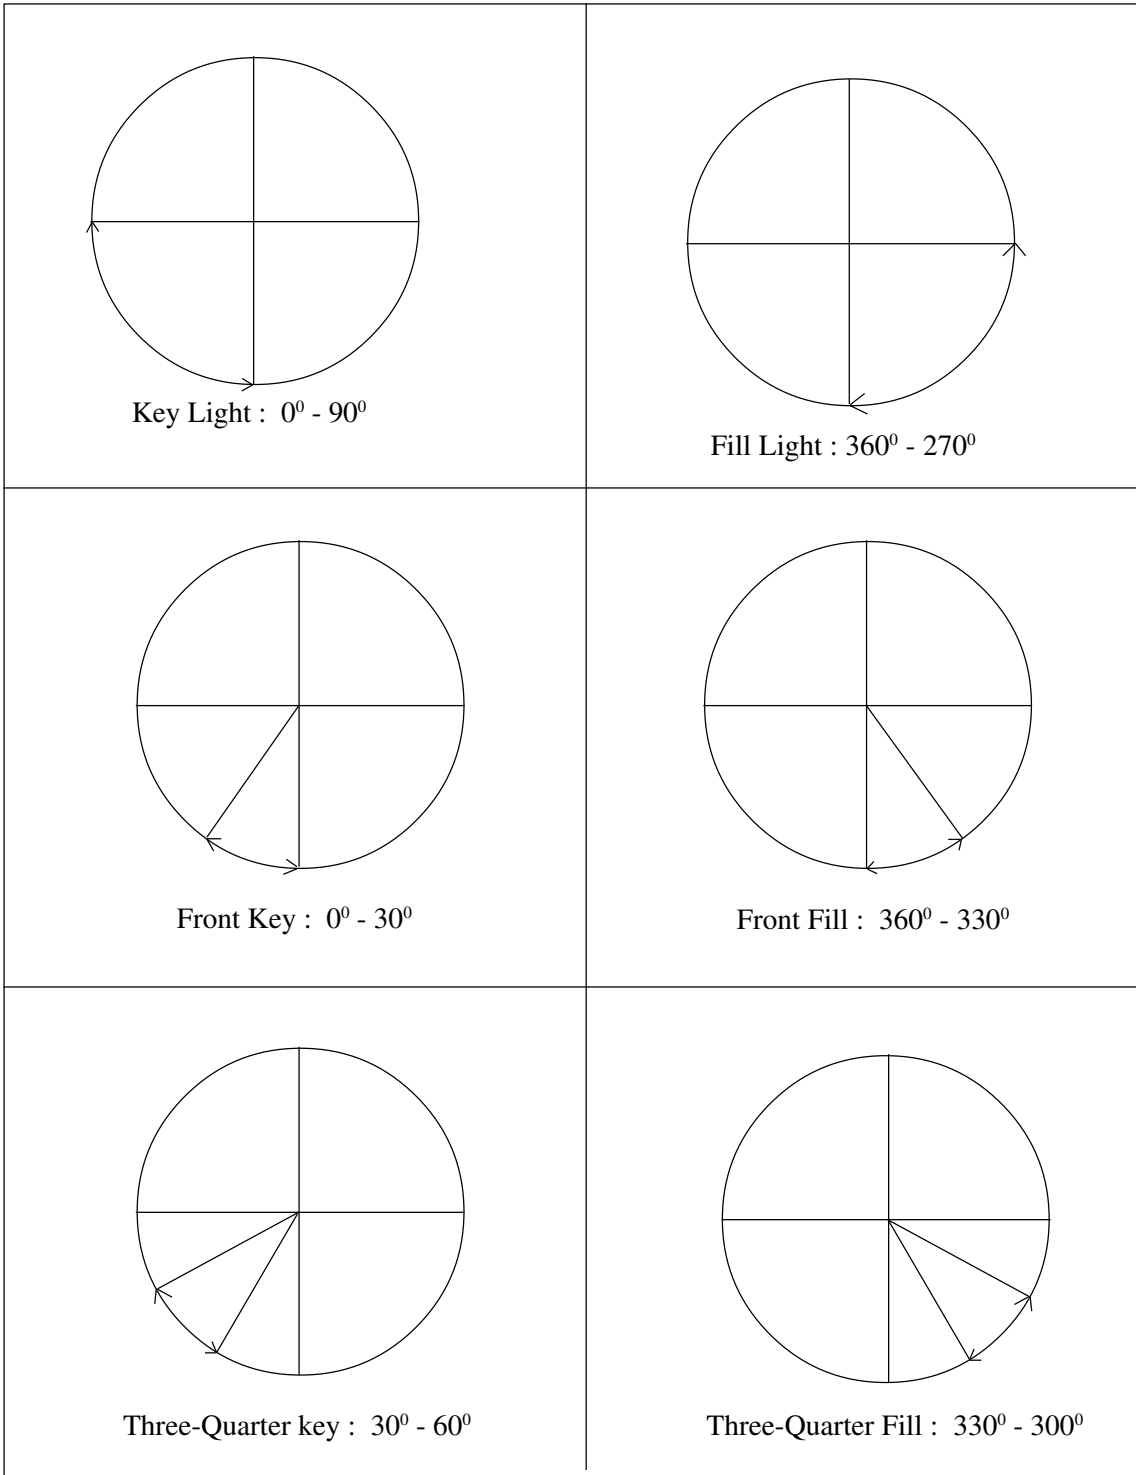 Key Light :  0⁰ - 90⁰
Fill Light : 360⁰ - 270⁰
Front Key :  0⁰ - 30⁰
Front Fill :  360⁰ - 330⁰
Three-Quarter key :  30⁰ - 60⁰
Three-Quarter Fill :  330⁰ - 300⁰